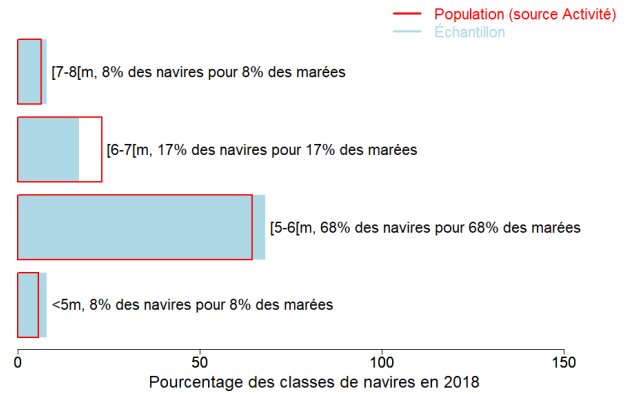 Population (source Activité)
Échantillon
[7-8[m, 8% des navires pour 8% des marées
[6-7[m, 17% des navires pour 17% des marées
[5-6[m, 68% des navires pour 68% des marées
<5m, 8% des navires pour 8% des marées
0 50 100 150
Pourcentage des classes de navires en 2018